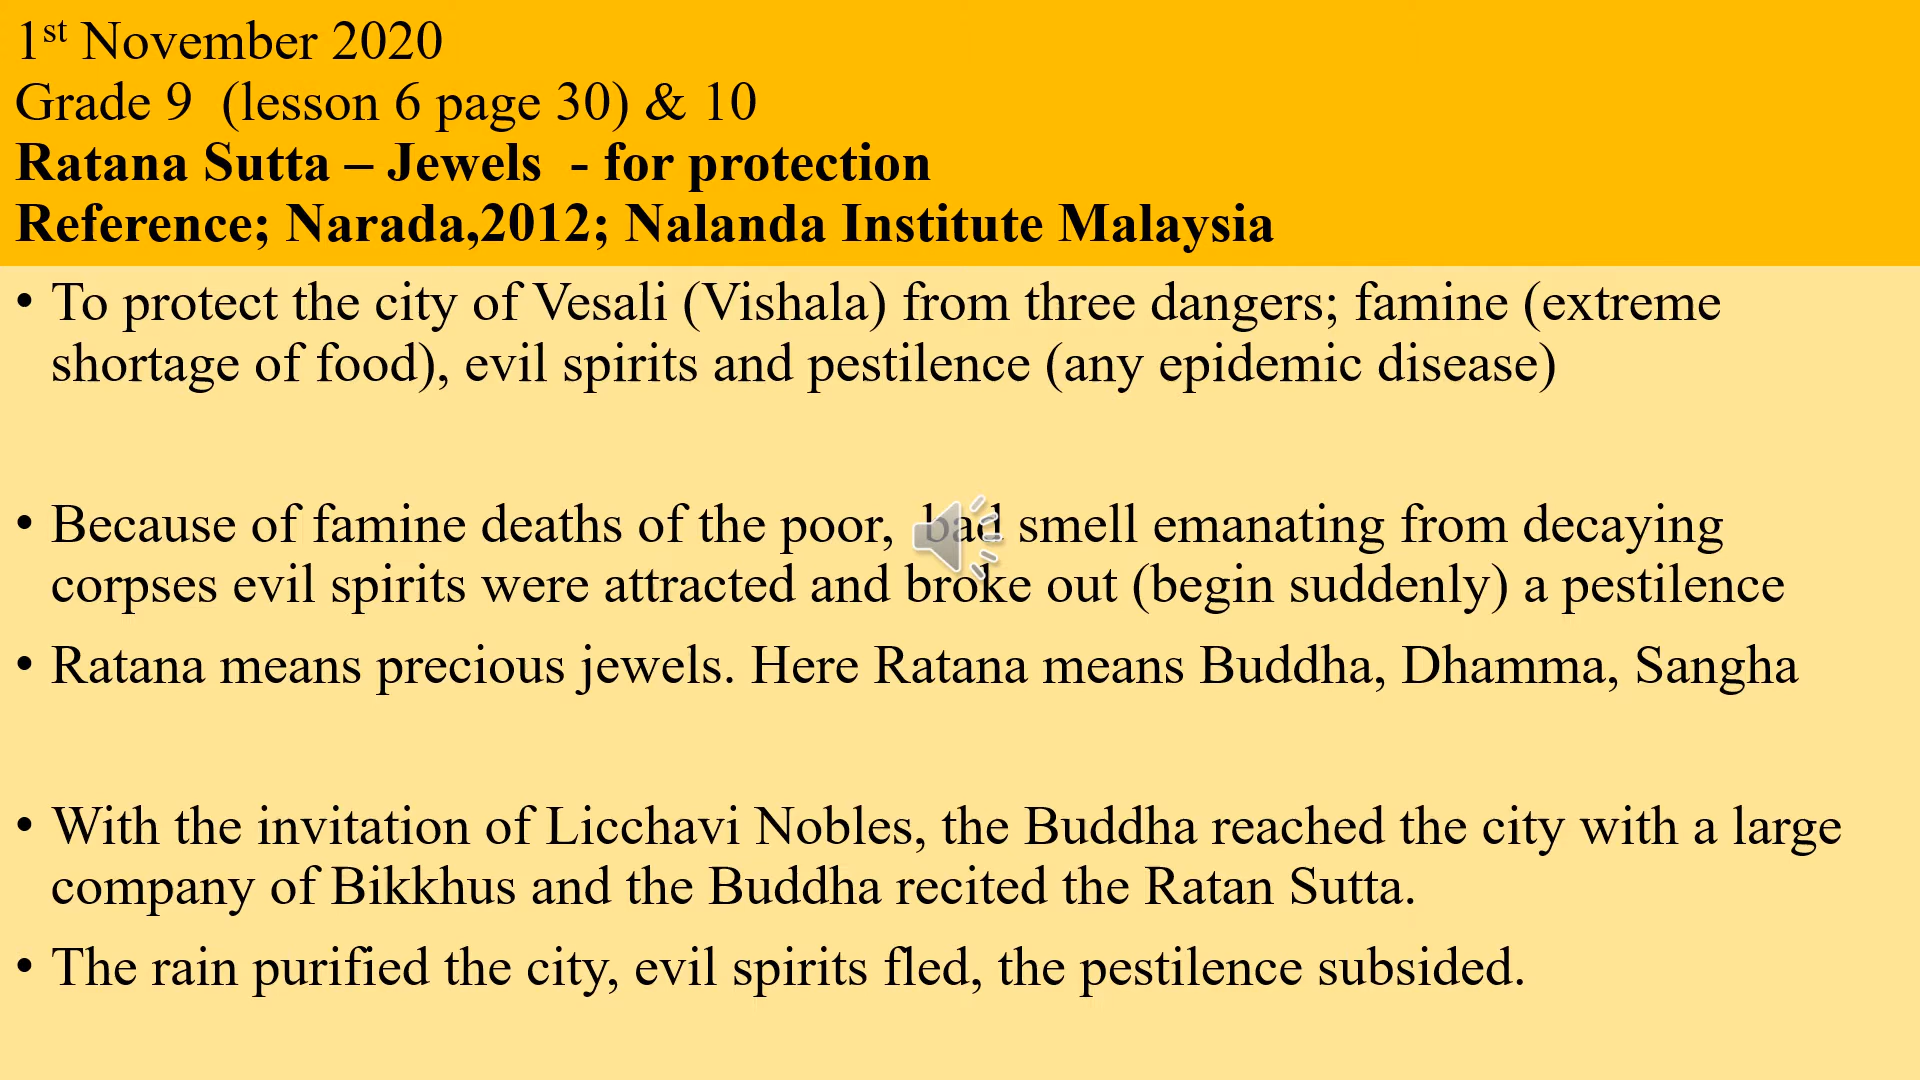 1st November 2020
Grade 9 (lesson 6 page 30) & 10
Ratana Sutta – Jewels - for protection
Reference; Narada,2012; Nalanda Institute Malaysia
• To protect the city of Vesali (Vishala) from three dangers; famine (extreme
shortage of food), evil spirits and pestilence (any epidemic disease)
• Because of famine deaths of the poor, bad smell emanating from decaying
corpses evil spirits were attracted and broke out (begin suddenly) a pestilence
• Ratana means precious jewels. Here Ratana means Buddha, Dhamma, Sangha
• With the invitation of Licchavi Nobles, the Buddha reached the city with a large
company of Bikkhus and the Buddha recited the Ratan Sutta.
• The rain purified the city, evil spirits fled, the pestilence subsided.